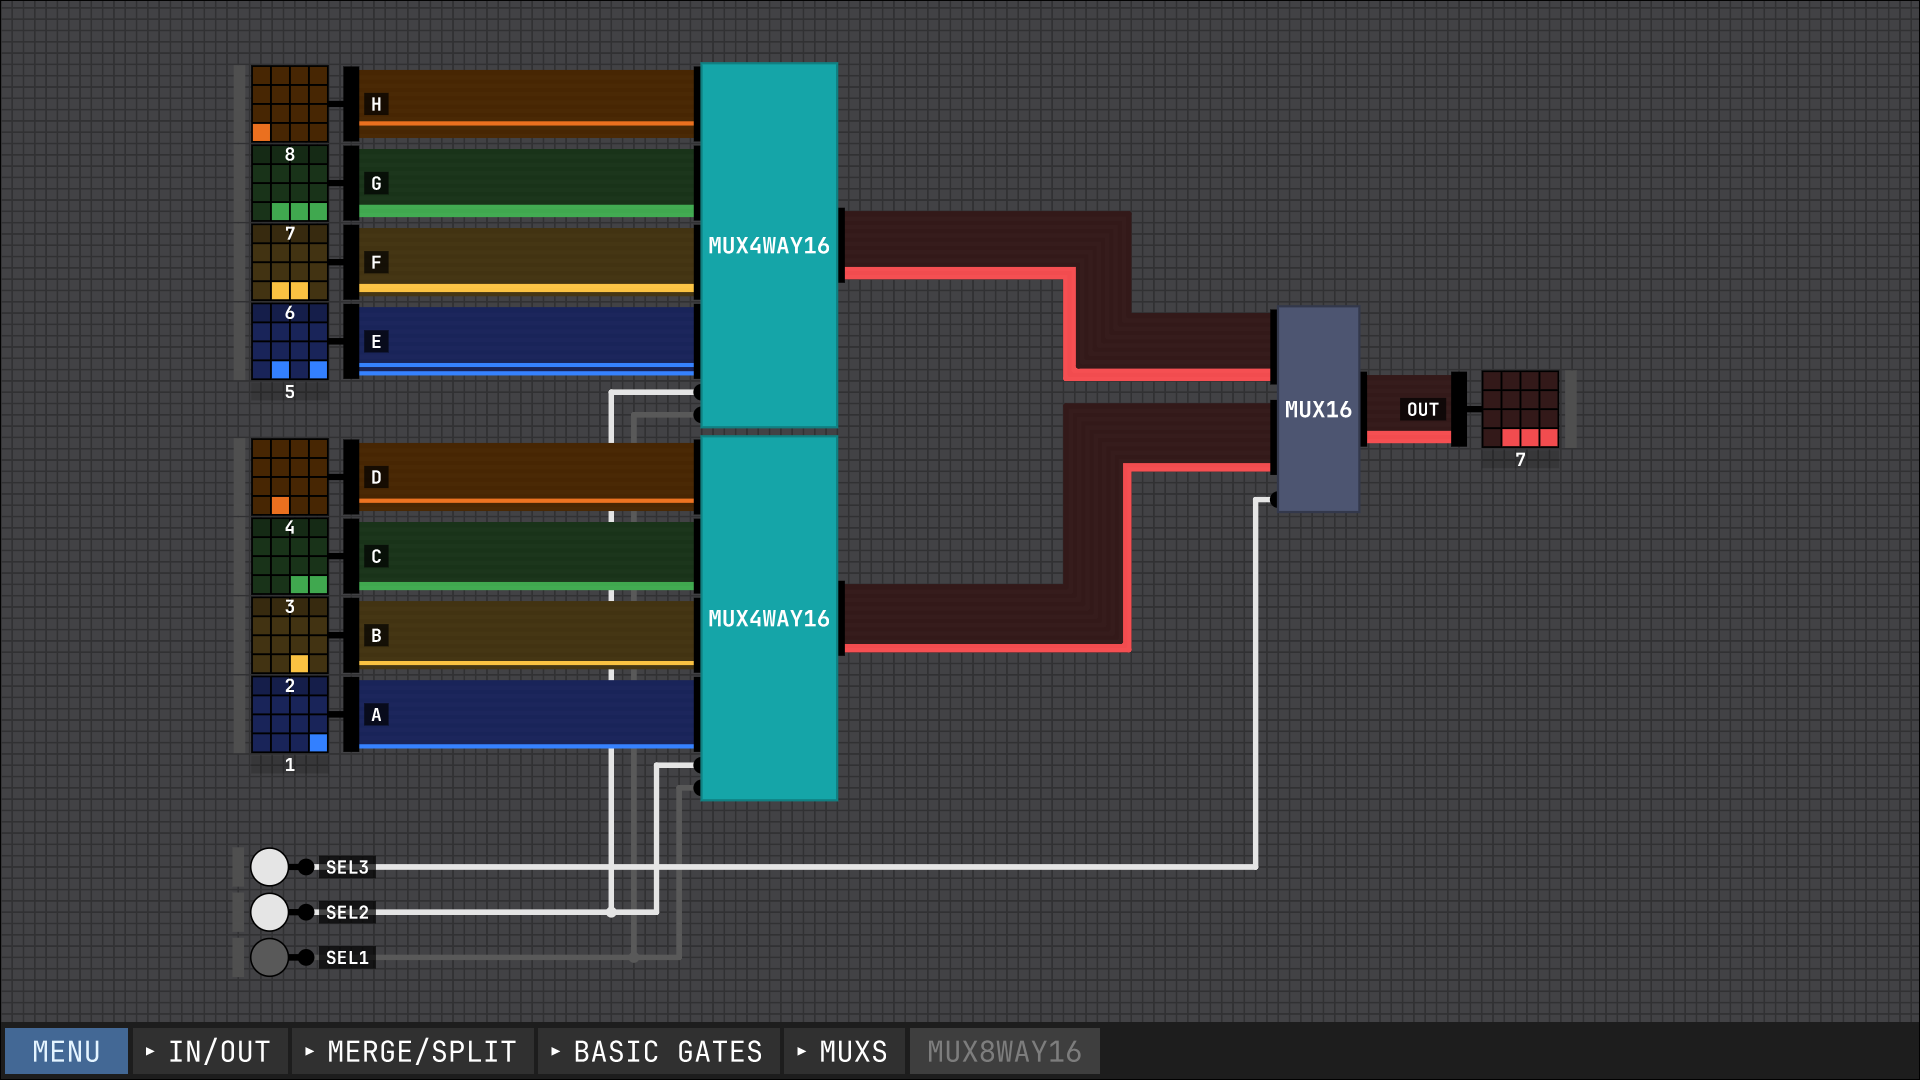 H
8
G
7
F
6
E
5
MUX4WAY16
D
4
C
3
B
2
A
1
MUX4WAY16
MUX16
OUT
7
SEL3
SEL2
SEL1
MENU
▸ IN/OUT
▸ MERGE/SPLIT
▸ BASIC GATES
▸ MUXS
MUX8WAY16